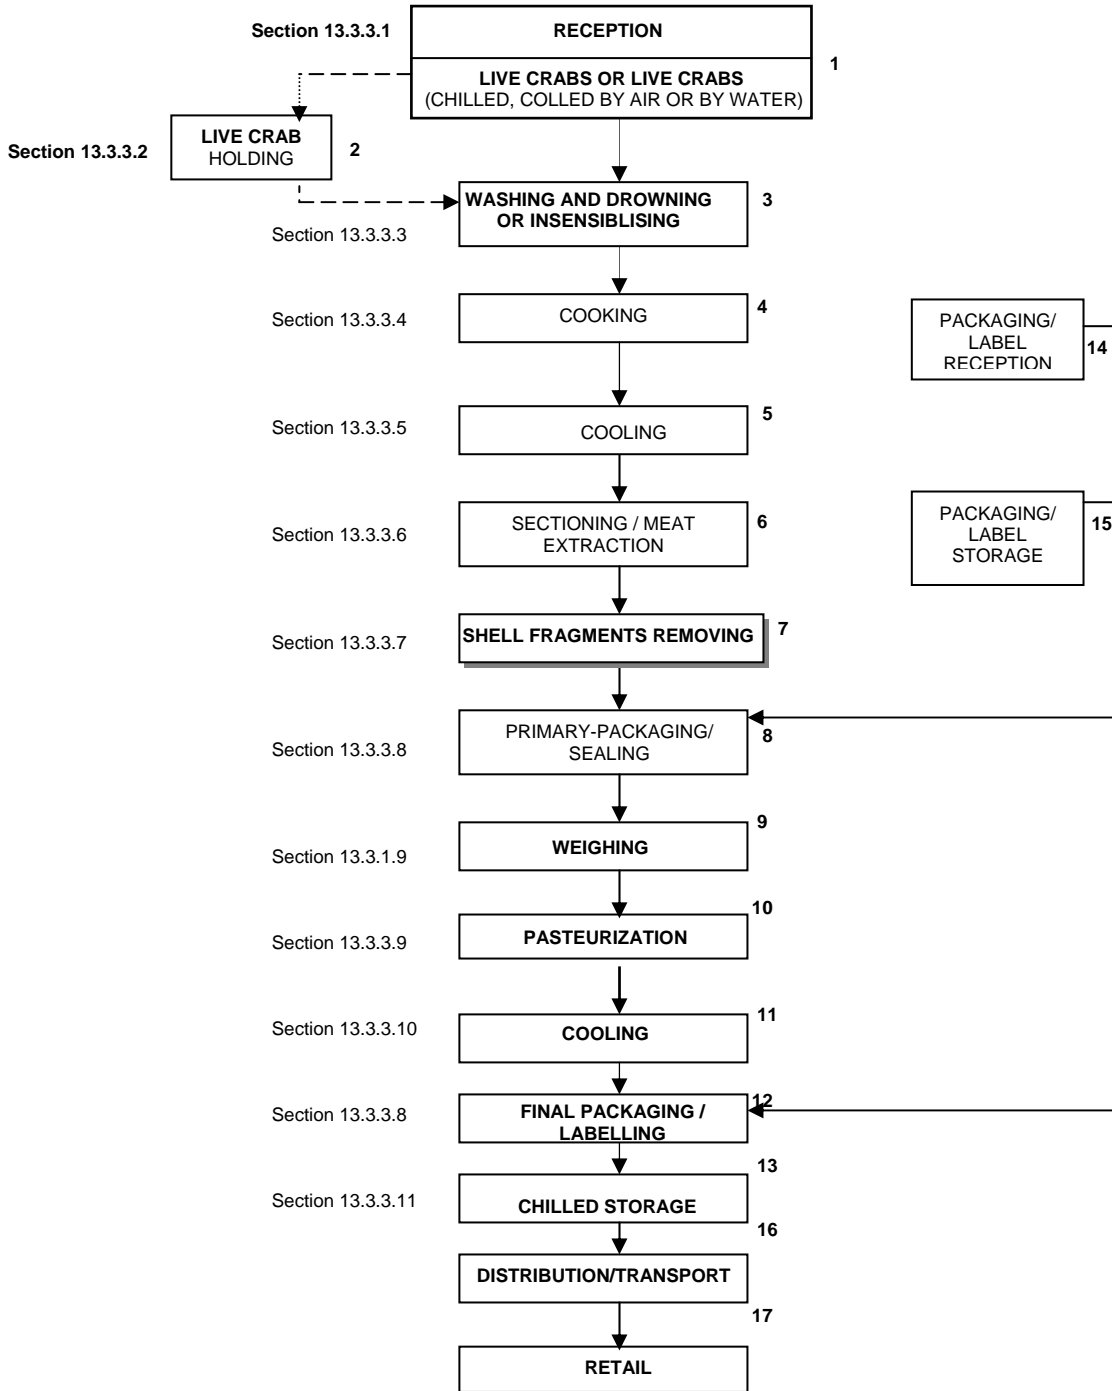 Section 13.3.3.1
RECEPTION
1
LIVE CRABS OR LIVE CRABS
(CHILLED, COLLED BY AIR OR BY WATER)
Section 13.3.3.2
LIVE CRAB
HOLDING
2
WASHING AND DROWNING
OR INSENSIBLISING
3
Section 13.3.3.3
Section 13.3.3.4
COOKING
4
PACKAGING/
LABEL
RECEPTION
14
Section 13.3.3.5
COOLING
5
Section 13.3.3.6
SECTIONING / MEAT
EXTRACTION
6
PACKAGING/
LABEL
STORAGE
15
Section 13.3.3.7
SHELL FRAGMENTS REMOVING
7
Section 13.3.3.8
PRIMARY-PACKAGING/
SEALING
8
Section 13.3.1.9
WEIGHING
9
Section 13.3.3.9
PASTEURIZATION
10
Section 13.3.3.10
COOLING
11
Section 13.3.3.8
FINAL PACKAGING /
LABELLING
12
Section 13.3.3.11
CHILLED STORAGE
13
DISTRIBUTION/TRANSPORT
16
RETAIL
17